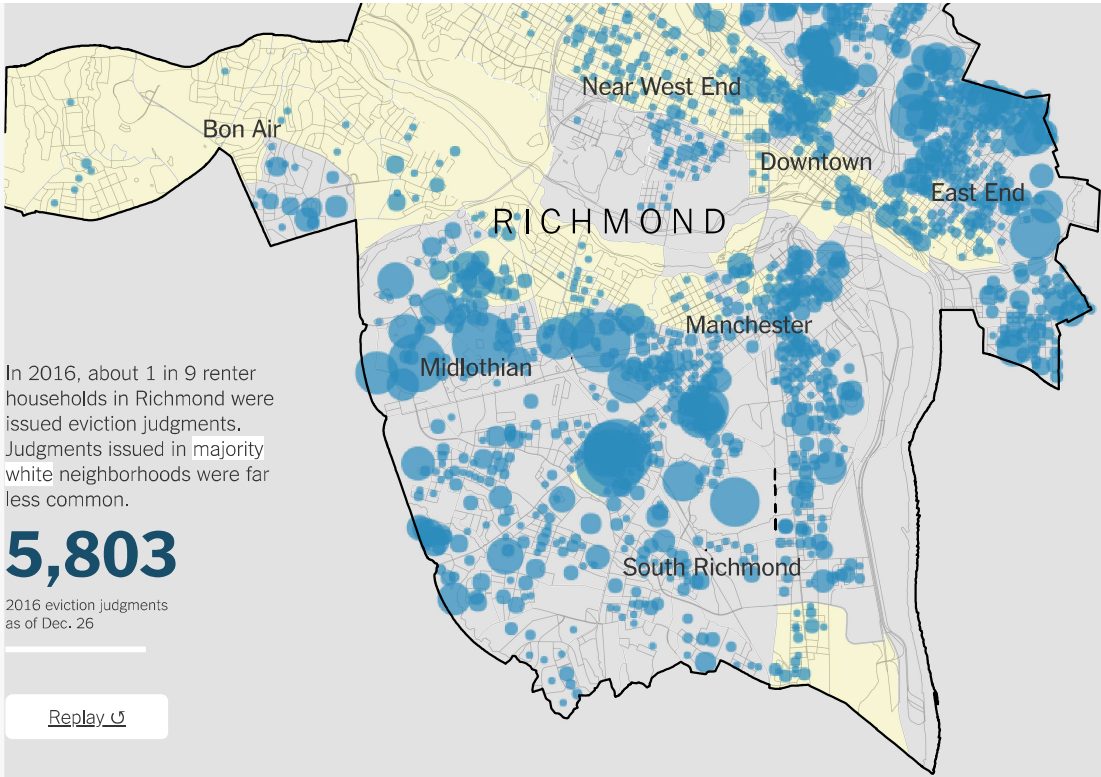 Near West End
Bon Air
Downtown
East End
RICHMOND
Manchester
Midlothian
In 2016, about 1 in 9 renter
households in Richmond were
issued eviction judgments.
Judgments issued in majority
white neighborhoods were far
less common.
5,803
2016 eviction judgments
as of Dec. 26
South Richmond
Replay ↺